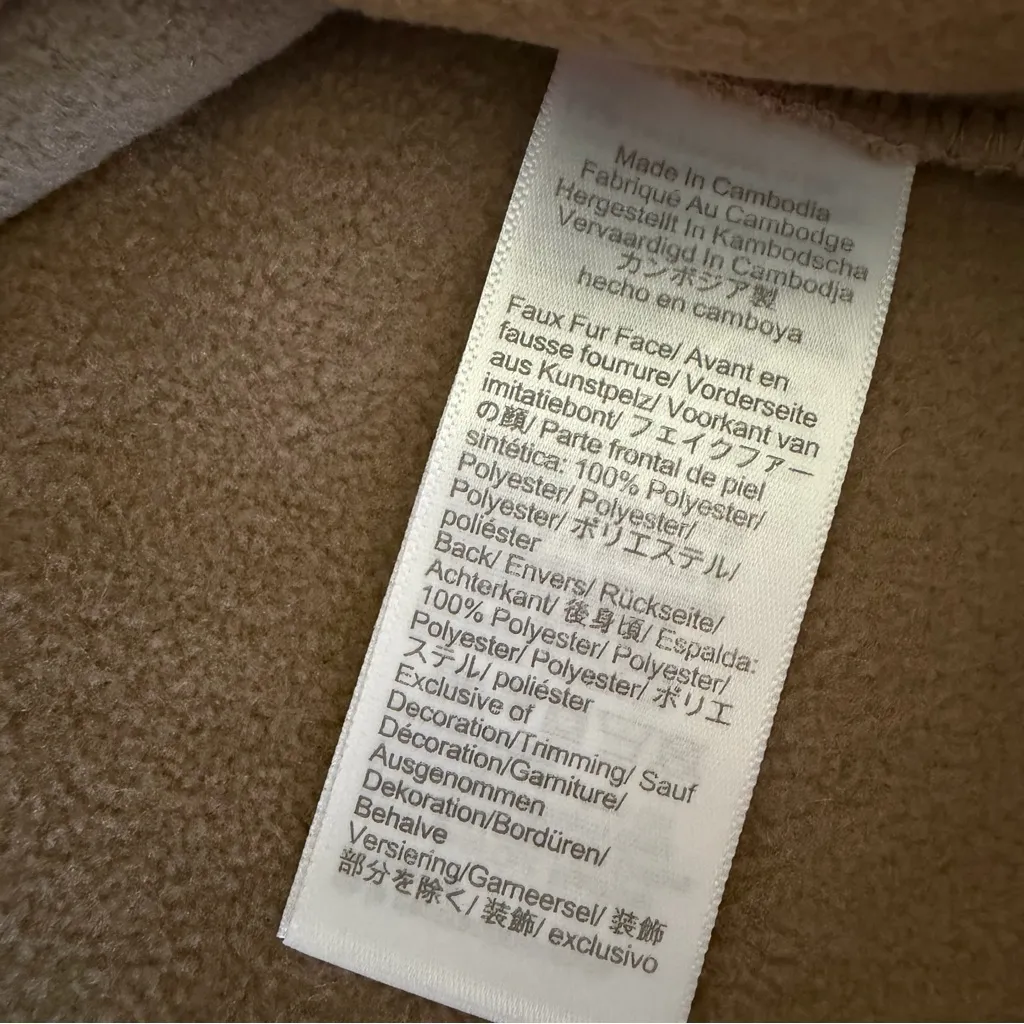 Made In Cambodia
Fabriqué Au Cambodge
Hergestellt In Kambodscha
Vervaardigd In Cambodja
カンボジア製
hecho en camboya
Faux Fur Face/ Avant en
fausse fourrure/ Vorderseite
aus Kunstpelz/ Voorkant van
imitatiebont/ フェイクファー
の顔/ Parte frontal de piel
sintética: 100% Polyester/
Polyester/ Polyester/
Polyester/ ポリエステル/
poliéster
Back/ Envers/ Rückseite/
Achterkant/ 後身頃/ Espalda:
100% Polyester/ Polyester/
Polyester/ Polyester/ ポリエ
ステル/ poliéster
Exclusive of
Decoration/Trimming/ Sauf
Décoration/Garniture/
Ausgenommen
Dekoration/Bordüren/
Behalve
Versiering/Garneersel/ 装飾
部分を除く/ 装飾/ exclusivo